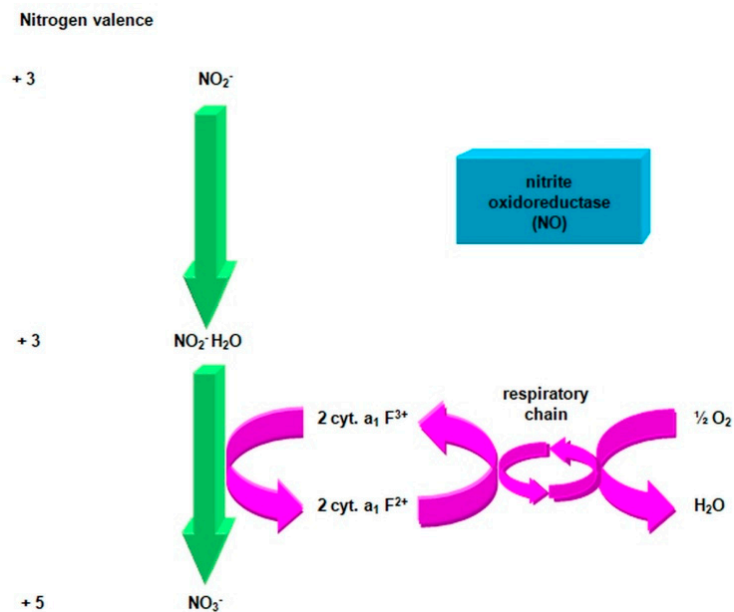 Nitrogen valence
+ 3 NO₂⁻
nitrite
oxidoreductase
(NO)
+ 3 NO₂⁻H₂O
respiratory
chain
2 cyt. a₁ F³⁺ ½ O₂
2 cyt. a₁ F²⁺ H₂O
+ 5 NO₃⁻